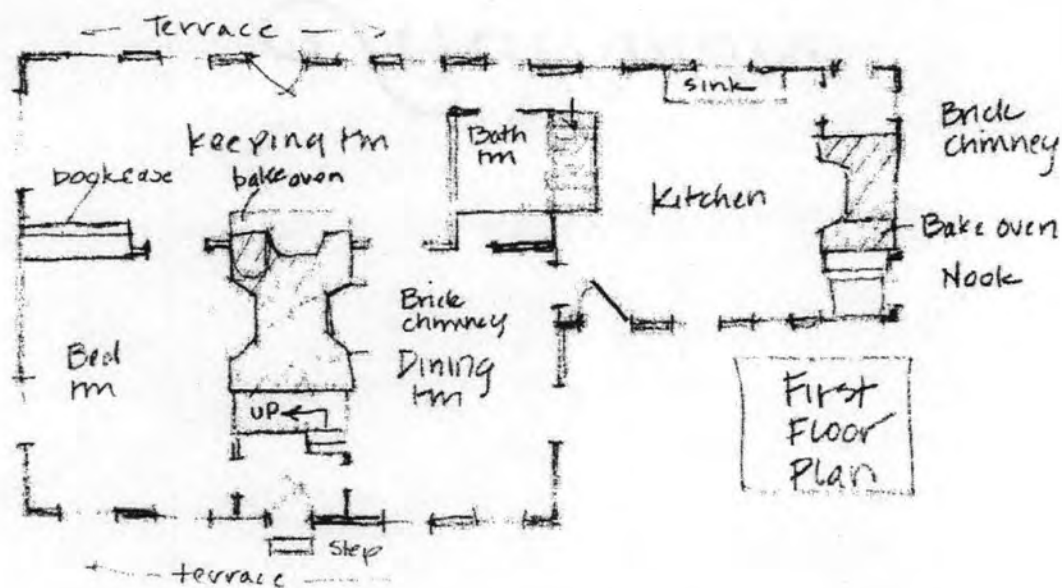 Terrace
sink
Keeping rm
bookcase
bake oven
Bath
rm
Kitchen
Brick
chimney
Bake oven
Nook
Brick
chimney
Bed
rm
Dining
rm
UP
First
Floor
Plan
Step
terrace